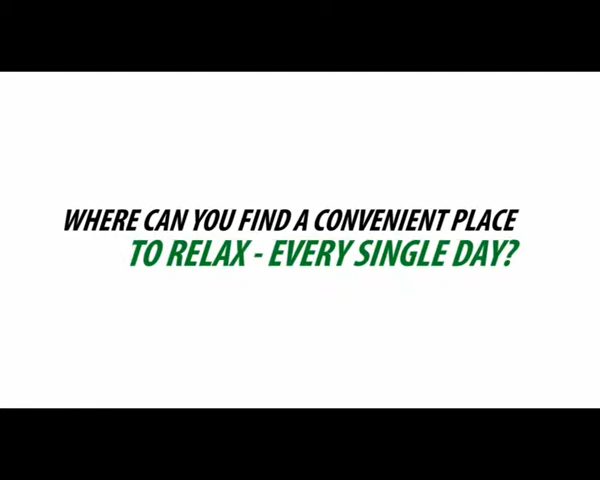 WHERE CAN YOU FIND A CONVENIENT PLACE
TO RELAX - EVERY SINGLE DAY?